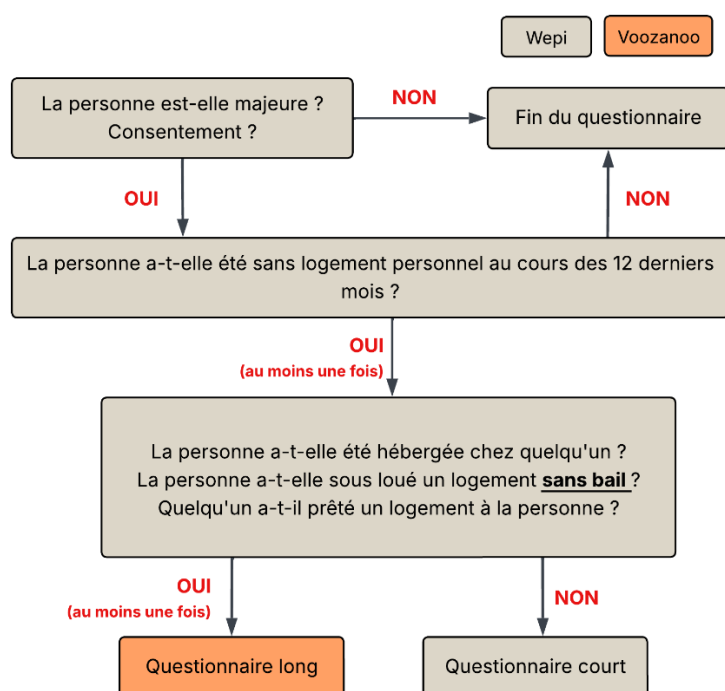 Wepi
Voozanoo
La personne est-elle majeure ?
Consentement ?
NON
Fin du questionnaire
OUI
NON
La personne a-t-elle été sans logement personnel au cours des 12 derniers
mois ?
OUI
(au moins une fois)
La personne a-t-elle été hébergée chez quelqu'un ?
La personne a-t-elle sous loué un logement sans bail ?
Quelqu'un a-t-il prêté un logement à la personne ?
OUI
(au moins une fois)
NON
Questionnaire long
Questionnaire court